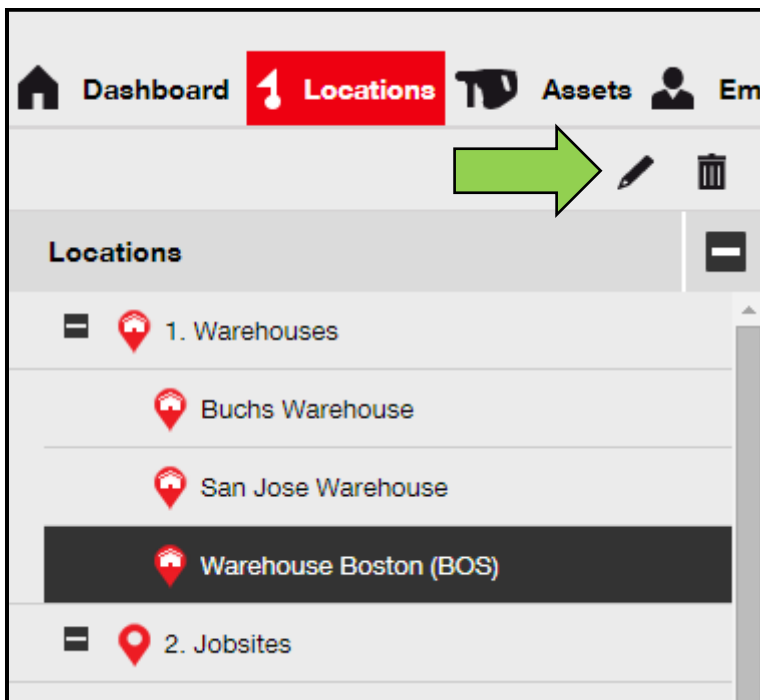 Dashboard Locations Assets Em
Locations
1. Warehouses
Buchs Warehouse
San Jose Warehouse
Warehouse Boston (BOS)
2. Jobsites